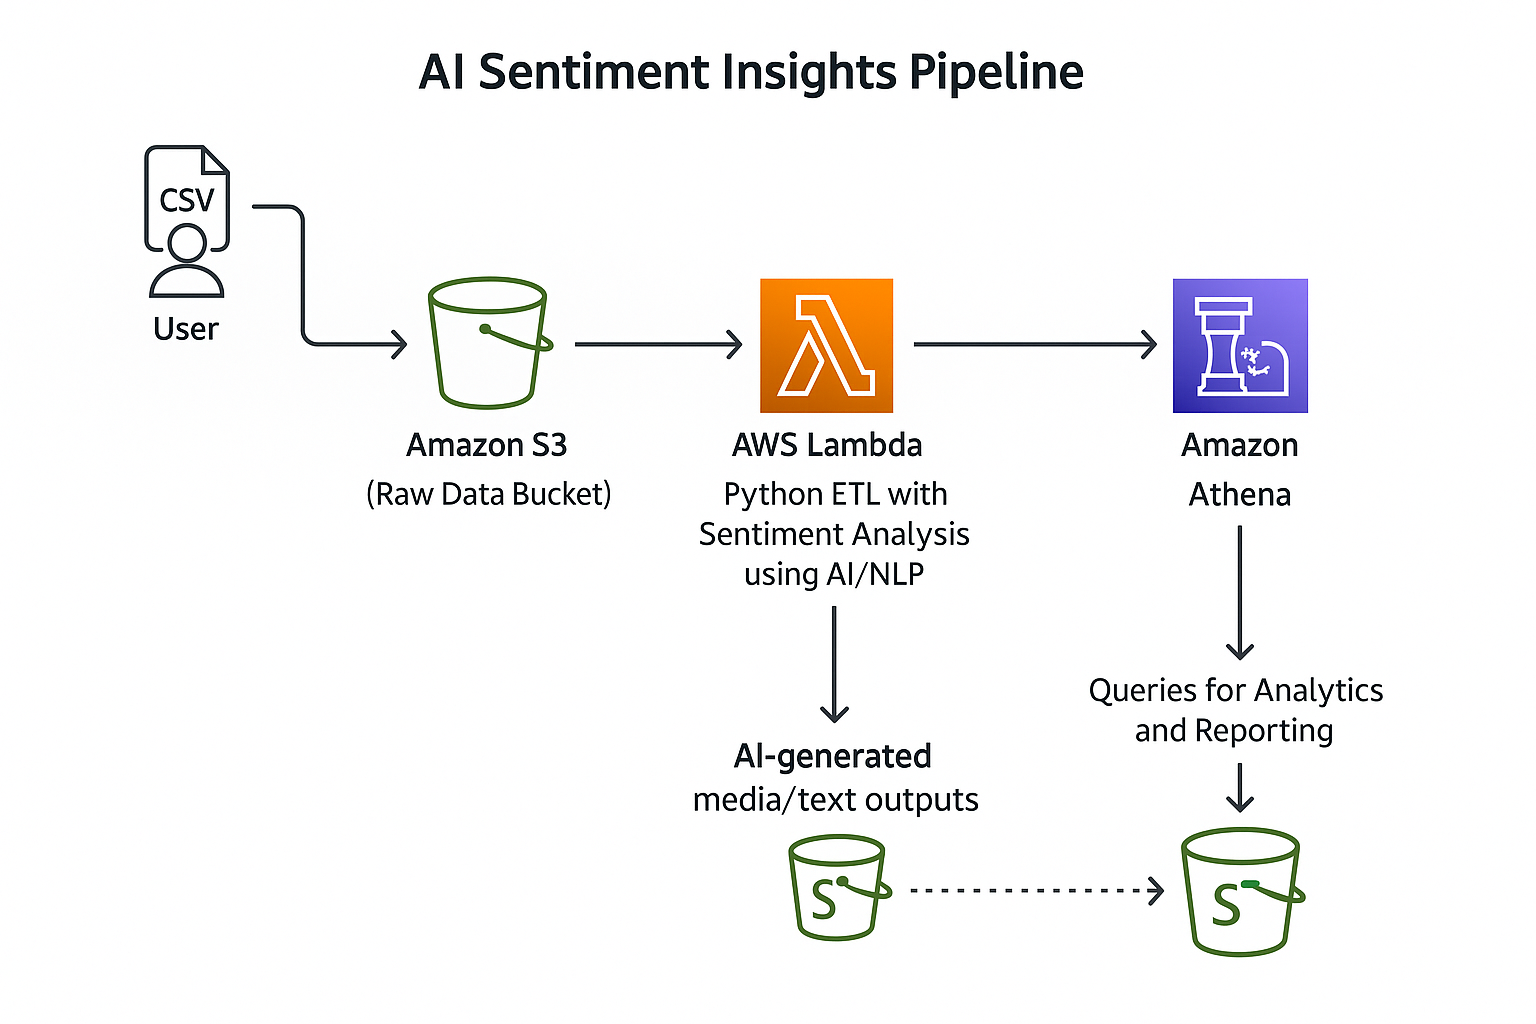 AI Sentiment Insights Pipeline
CSV
User
Amazon S3
(Raw Data Bucket)
AWS Lambda
Python ETL with
Sentiment Analysis
using AI/NLP
Amazon
Athena
Queries for Analytics
and Reporting
AI-generated
media/text outputs
S
S